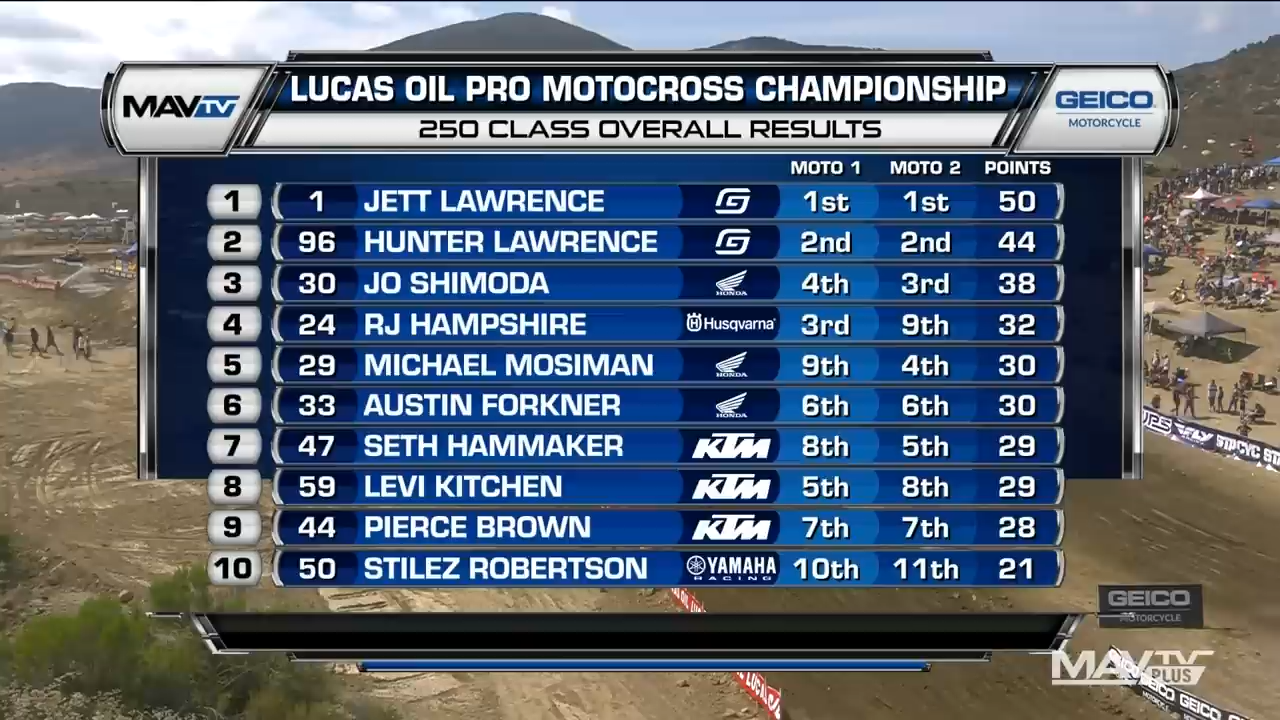 MAVTV
LUCAS OIL PRO MOTOCROSS CHAMPIONSHIP
GEICO
MOTORCYCLE
250 CLASS OVERALL RESULTS
MOTO 1 MOTO 2 POINTS
1 1 JETT LAWRENCE 1st 1st 50
2 96 HUNTER LAWRENCE 2nd 2nd 44
3 30 JO SHIMODA HONDA 4th 3rd 38
4 24 RJ HAMPSHIRE Husqvarna 3rd 9th 32
5 29 MICHAEL MOSIMAN HONDA 9th 4th 30
6 33 AUSTIN FORKNER HONDA 6th 6th 30
7 47 SETH HAMMAKER KTM 8th 5th 29
8 59 LEVI KITCHEN KTM 5th 8th 29
9 44 PIERCE BROWN KTM 7th 7th 28
10 50 STILEZ ROBERTSON YAMAHA RACING 10th 11th 21
FLY STACYC
GEICO
MOTORCYCLE
MAVTV
PLUS
GEICO GEICO